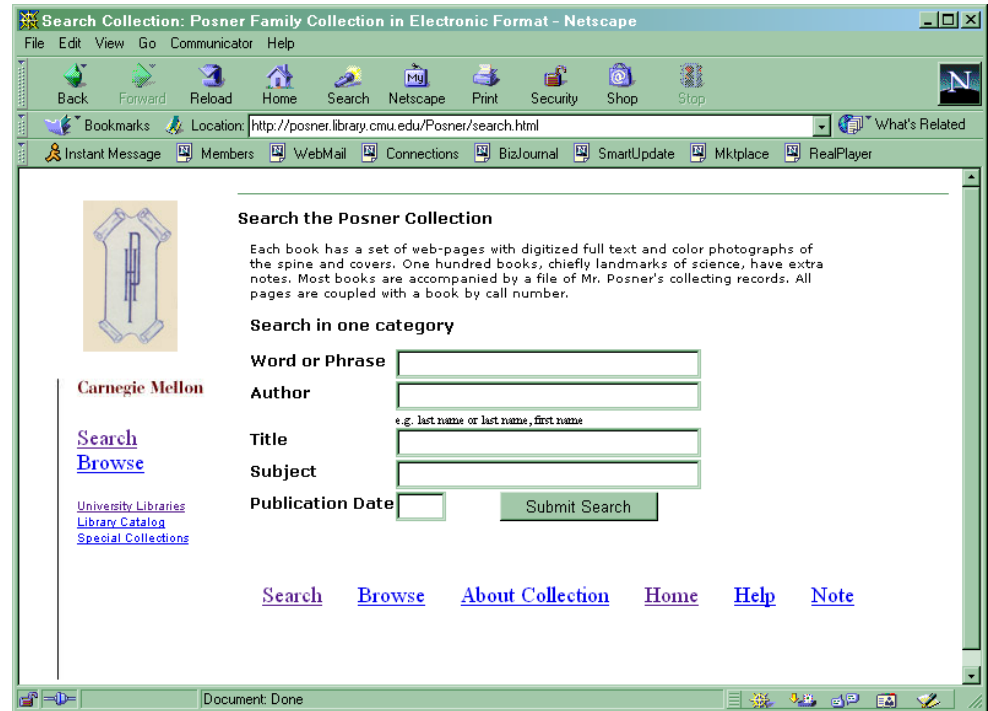 Search Collection: Posner Family Collection in Electronic Format - Netscape
File Edit View Go Communicator Help
Back Forward Reload Home Search Netscape Print Security Shop Stop
Bookmarks Location: http://posner.library.cmu.edu/Posner/search.html What's Related
Instant Message Members WebMail Connections BizJournal SmartUpdate Mktplace RealPlayer
Search the Posner Collection
Each book has a set of web-pages with digitized full text and color photographs of
the spine and covers. One hundred books, chiefly landmarks of science, have extra
notes. Most books are accompanied by a file of Mr. Posner's collecting records. All
pages are coupled with a book by call number.
Search in one category
Word or Phrase
Carnegie Mellon
Author
e.g. last name or last name, first name
Search
Title
Browse
Subject
University Libraries
Publication Date Submit Search
Library Catalog
Special Collections
Search Browse About Collection Home Help Note
Document: Done